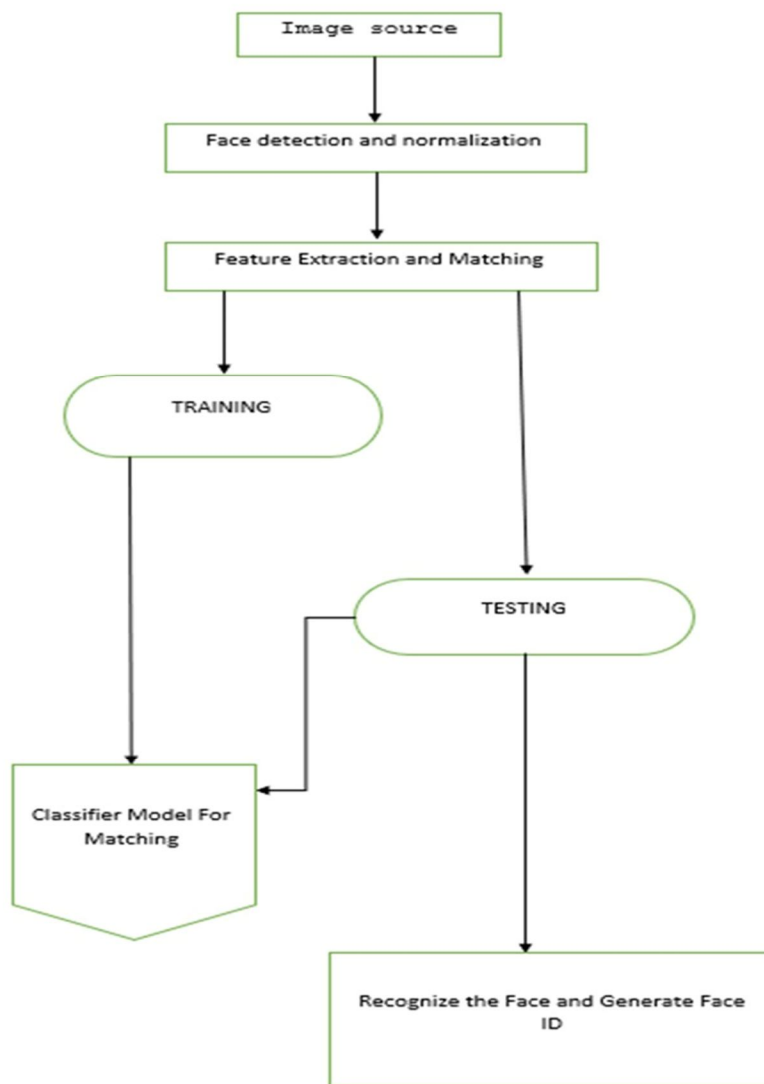 Image source
Face detection and normalization
Feature Extraction and Matching
TRAINING
TESTING
Classifier Model For
Matching
Recognize the Face and Generate Face
ID